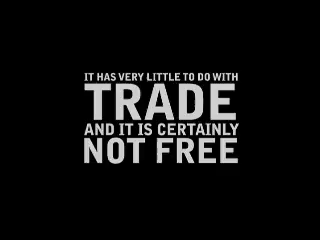 IT HAS VERY LITTLE TO DO WITH
TRADE
AND IT IS CERTAINLY
NOT FREE